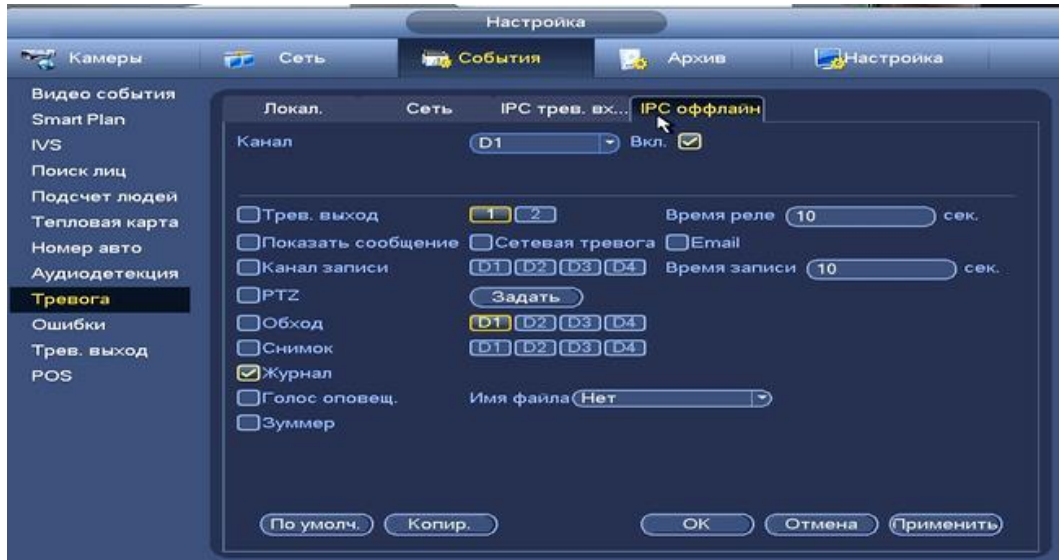 Настройка
Камеры Сеть События Архив Настройка
Видео события
Smart Plan
IVS
Поиск лиц
Подсчет людей
Тепловая карта
Номер авто
Аудиодетекция
Тревога
Ошибки
Трев. выход
POS
Локал. Сеть IPC трев. вх... IPC оффлайн
Канал D1 Вкл.
Трев. выход 1 2 Время реле 10 сек.
Показать сообщение Сетевая тревога Email
Канал записи D1 D2 D3 D4 Время записи 10 сек.
PTZ Задать
Обход D1 D2 D3 D4
Снимок D1 D2 D3 D4
Журнал
Голос оповещ. Имя файла Нет
Зуммер
По умолч. Копир. OK Отмена Применить